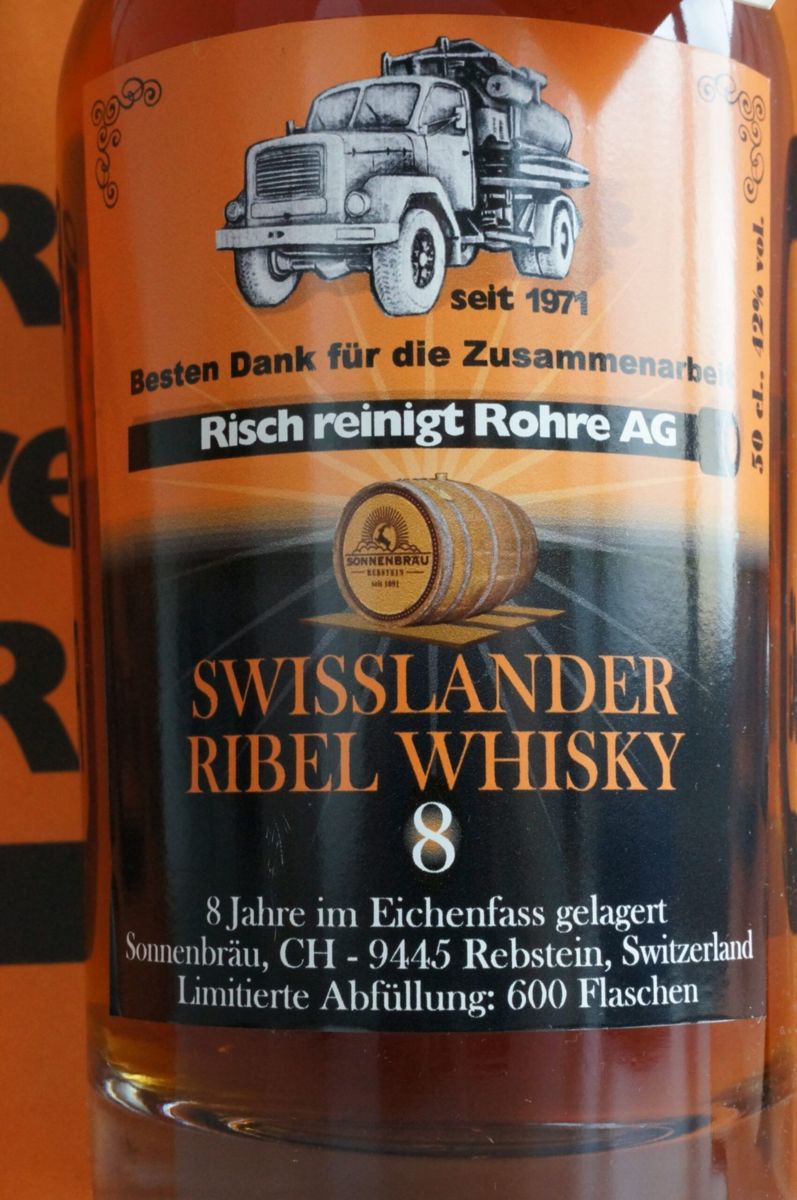 seit 1971
Besten Dank für die Zusammenarbeit
Risch reinigt Rohre AG
50 cl., 42% vol.
SONNENBRÄU
REBSTEIN
seit 1891
SWISSLANDER
RIBEL WHISKY
8
8 Jahre im Eichenfass gelagert
Sonnenbräu, CH - 9445 Rebstein, Switzerland
Limitierte Abfüllung: 600 Flaschen